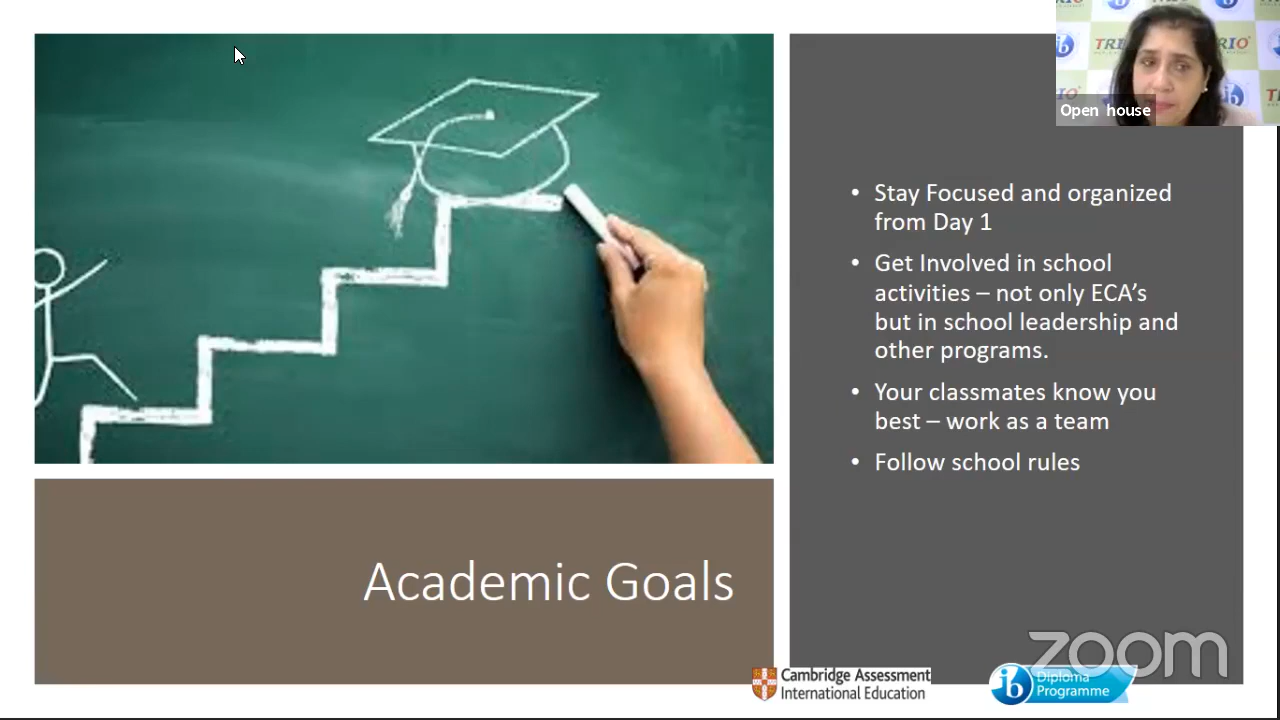 Open house
Stay Focused and organized
from Day 1
Get Involved in school
activities – not only ECA’s
but in school leadership and
other programs.
Your classmates know you
best – work as a team
Follow school rules
Academic Goals
zoom
Cambridge Assessment
International Education
ib
Diploma
Programme